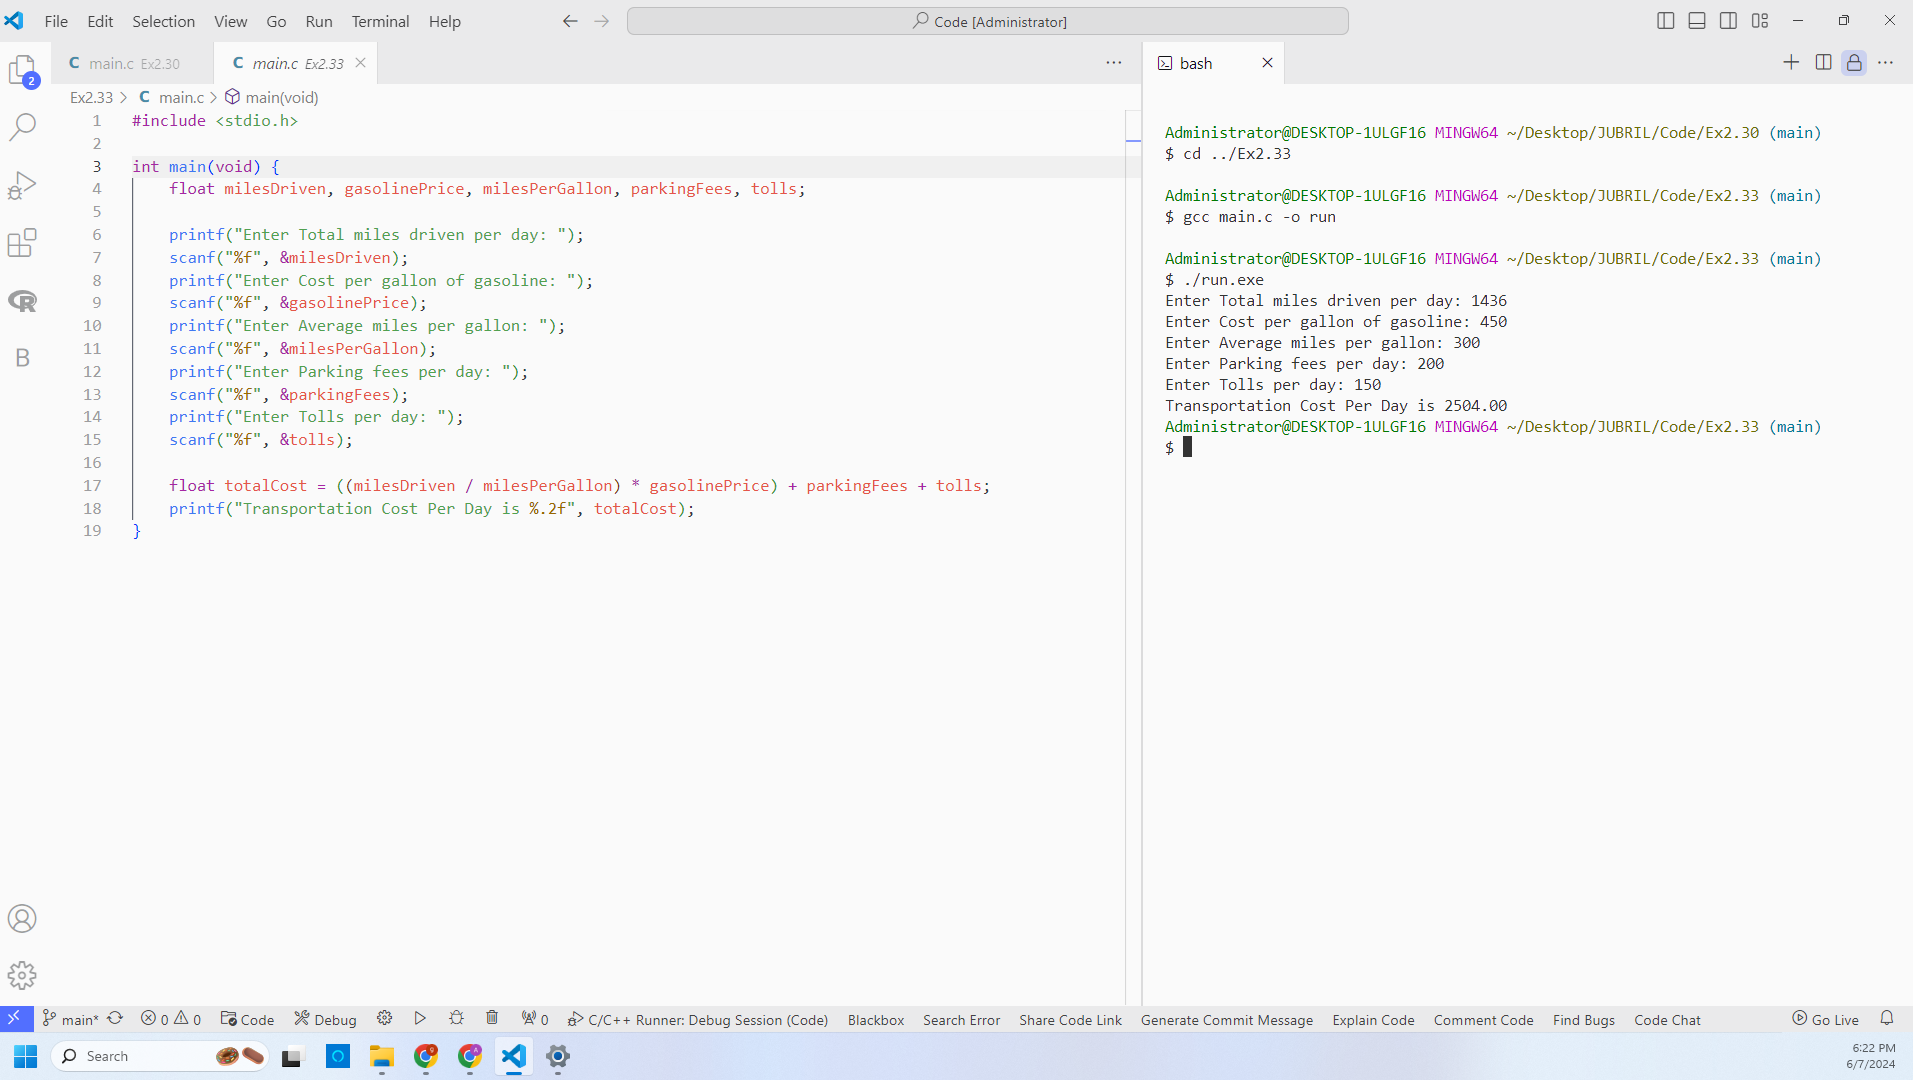 File Edit Selection View Go Run Terminal Help
Code [Administrator]
main.c Ex2.30
main.c Ex2.33
bash
2
Ex2.33 > C main.c > main(void)
1 #include <stdio.h>
2
3 int main(void) {
4 float milesDriven, gasolinePrice, milesPerGallon, parkingFees, tolls;
5
6 printf("Enter Total miles driven per day: ");
7 scanf("%f", &milesDriven);
8 printf("Enter Cost per gallon of gasoline: ");
9 scanf("%f", &gasolinePrice);
10 printf("Enter Average miles per gallon: ");
11 scanf("%f", &milesPerGallon);
12 printf("Enter Parking fees per day: ");
13 scanf("%f", &parkingFees);
14 printf("Enter Tolls per day: ");
15 scanf("%f", &tolls);
16
17 float totalCost = ((milesDriven / milesPerGallon) * gasolinePrice) + parkingFees + tolls;
18 printf("Transportation Cost Per Day is %.2f", totalCost);
19 }
Administrator@DESKTOP-1ULGF16 MINGW64 ~/Desktop/JUBRIL/Code/Ex2.30 (main)
$ cd ../Ex2.33
Administrator@DESKTOP-1ULGF16 MINGW64 ~/Desktop/JUBRIL/Code/Ex2.33 (main)
$ gcc main.c -o run
Administrator@DESKTOP-1ULGF16 MINGW64 ~/Desktop/JUBRIL/Code/Ex2.33 (main)
$ ./run.exe
Enter Total miles driven per day: 1436
Enter Cost per gallon of gasoline: 450
Enter Average miles per gallon: 300
Enter Parking fees per day: 200
Enter Tolls per day: 150
Transportation Cost Per Day is 2504.00
Administrator@DESKTOP-1ULGF16 MINGW64 ~/Desktop/JUBRIL/Code/Ex2.33 (main)
$
B
main* 0 0 Code Debug 0 C/C++ Runner: Debug Session (Code) Blackbox Search Error Share Code Link Generate Commit Message Explain Code Comment Code Find Bugs Code Chat Go Live
Search
6:22 PM
6/7/2024